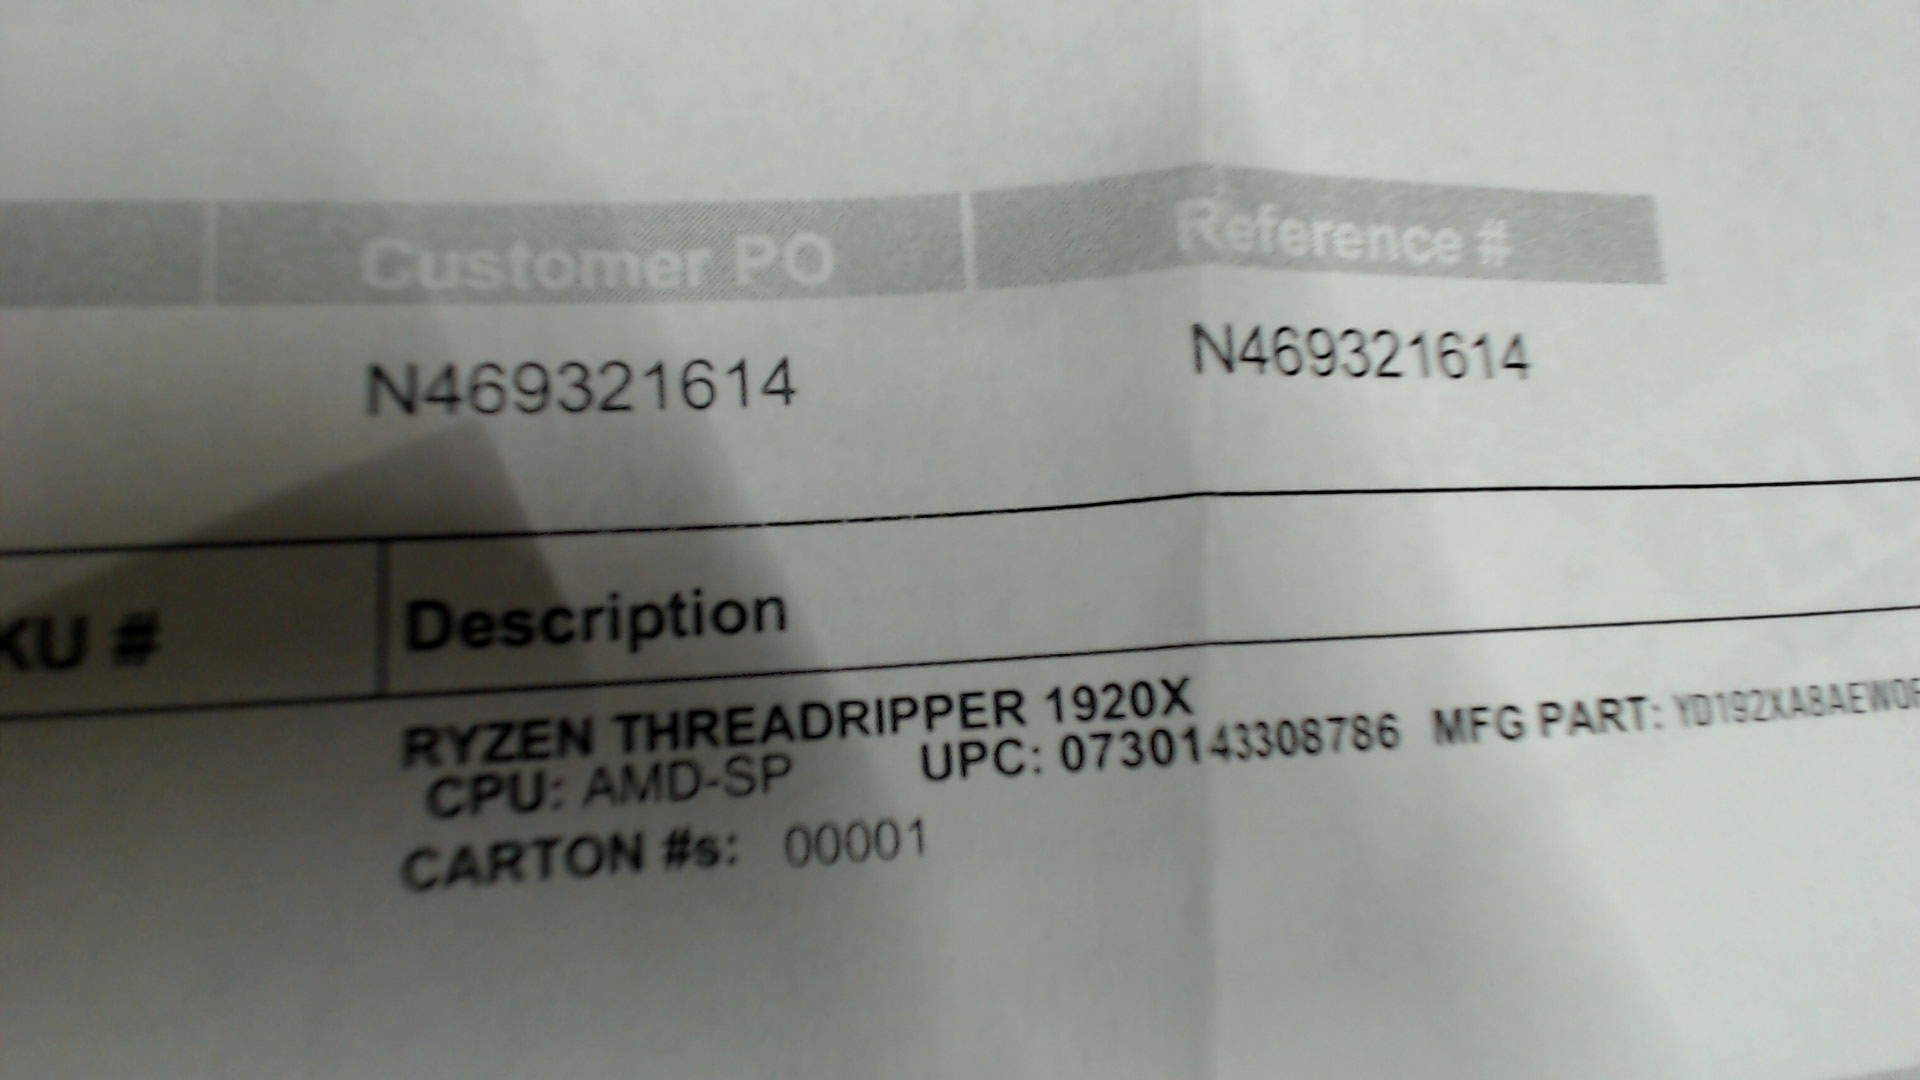 Customer PO Reference #
N469321614 N469321614
KU # Description
RYZEN THREADRIPPER 1920X
CPU: AMD-SP UPC: 0730143308786 MFG PART: YD192XA8AEWOF
CARTON #s: 00001